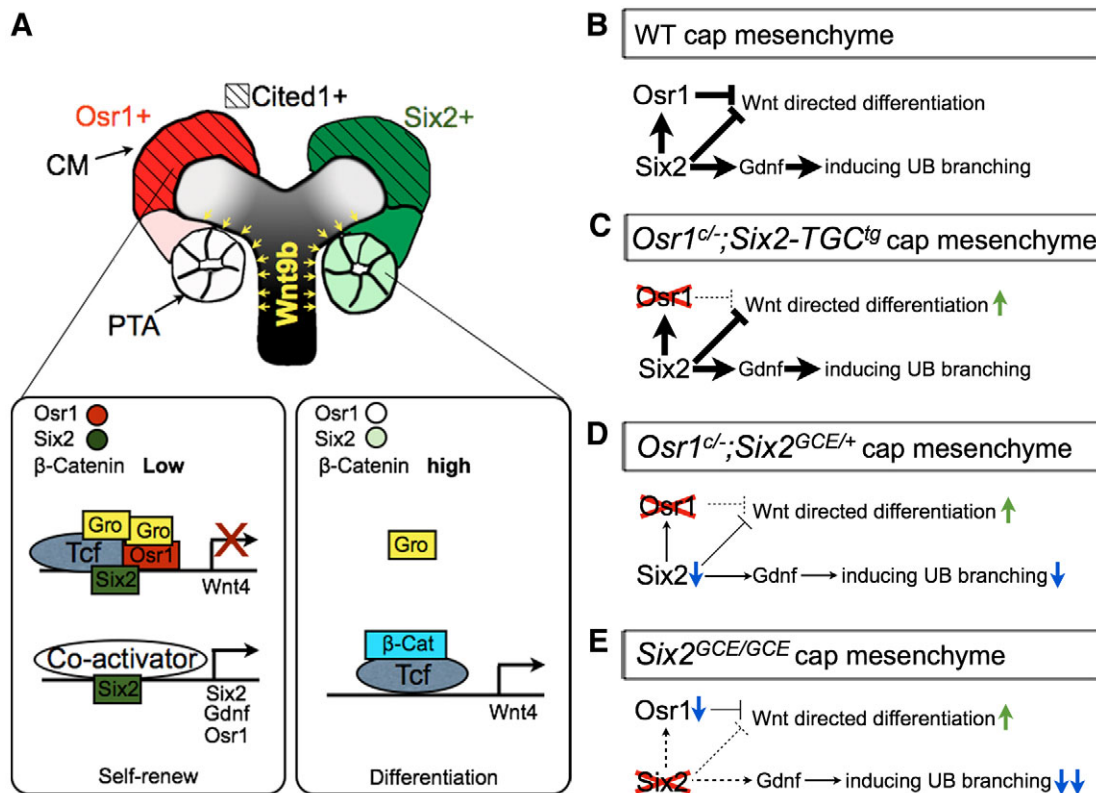 A
Cited1+
Osr1+
Six2+
CM
Wnt9b
PTA
Osr1
Six2
β-Catenin Low
Gro
Gro
Tcf
Osr1
Six2
Wnt4
Co-activator
Six2
Six2
Gdnf
Osr1
Self-renew
Osr1
Six2
β-Catenin high
Gro
β-Cat
Tcf
Wnt4
Differentiation
B
WT cap mesenchyme
Osr1
Wnt directed differentiation
Six2
Gdnf
inducing UB branching
C
Osr1c/-;Six2-TGCtg cap mesenchyme
Osr1
Wnt directed differentiation
Six2
Gdnf
inducing UB branching
D
Osr1c/-;Six2GCE/+ cap mesenchyme
Osr1
Wnt directed differentiation
Six2
Gdnf
inducing UB branching
E
Six2GCE/GCE cap mesenchyme
Osr1
Wnt directed differentiation
Six2
Gdnf
inducing UB branching